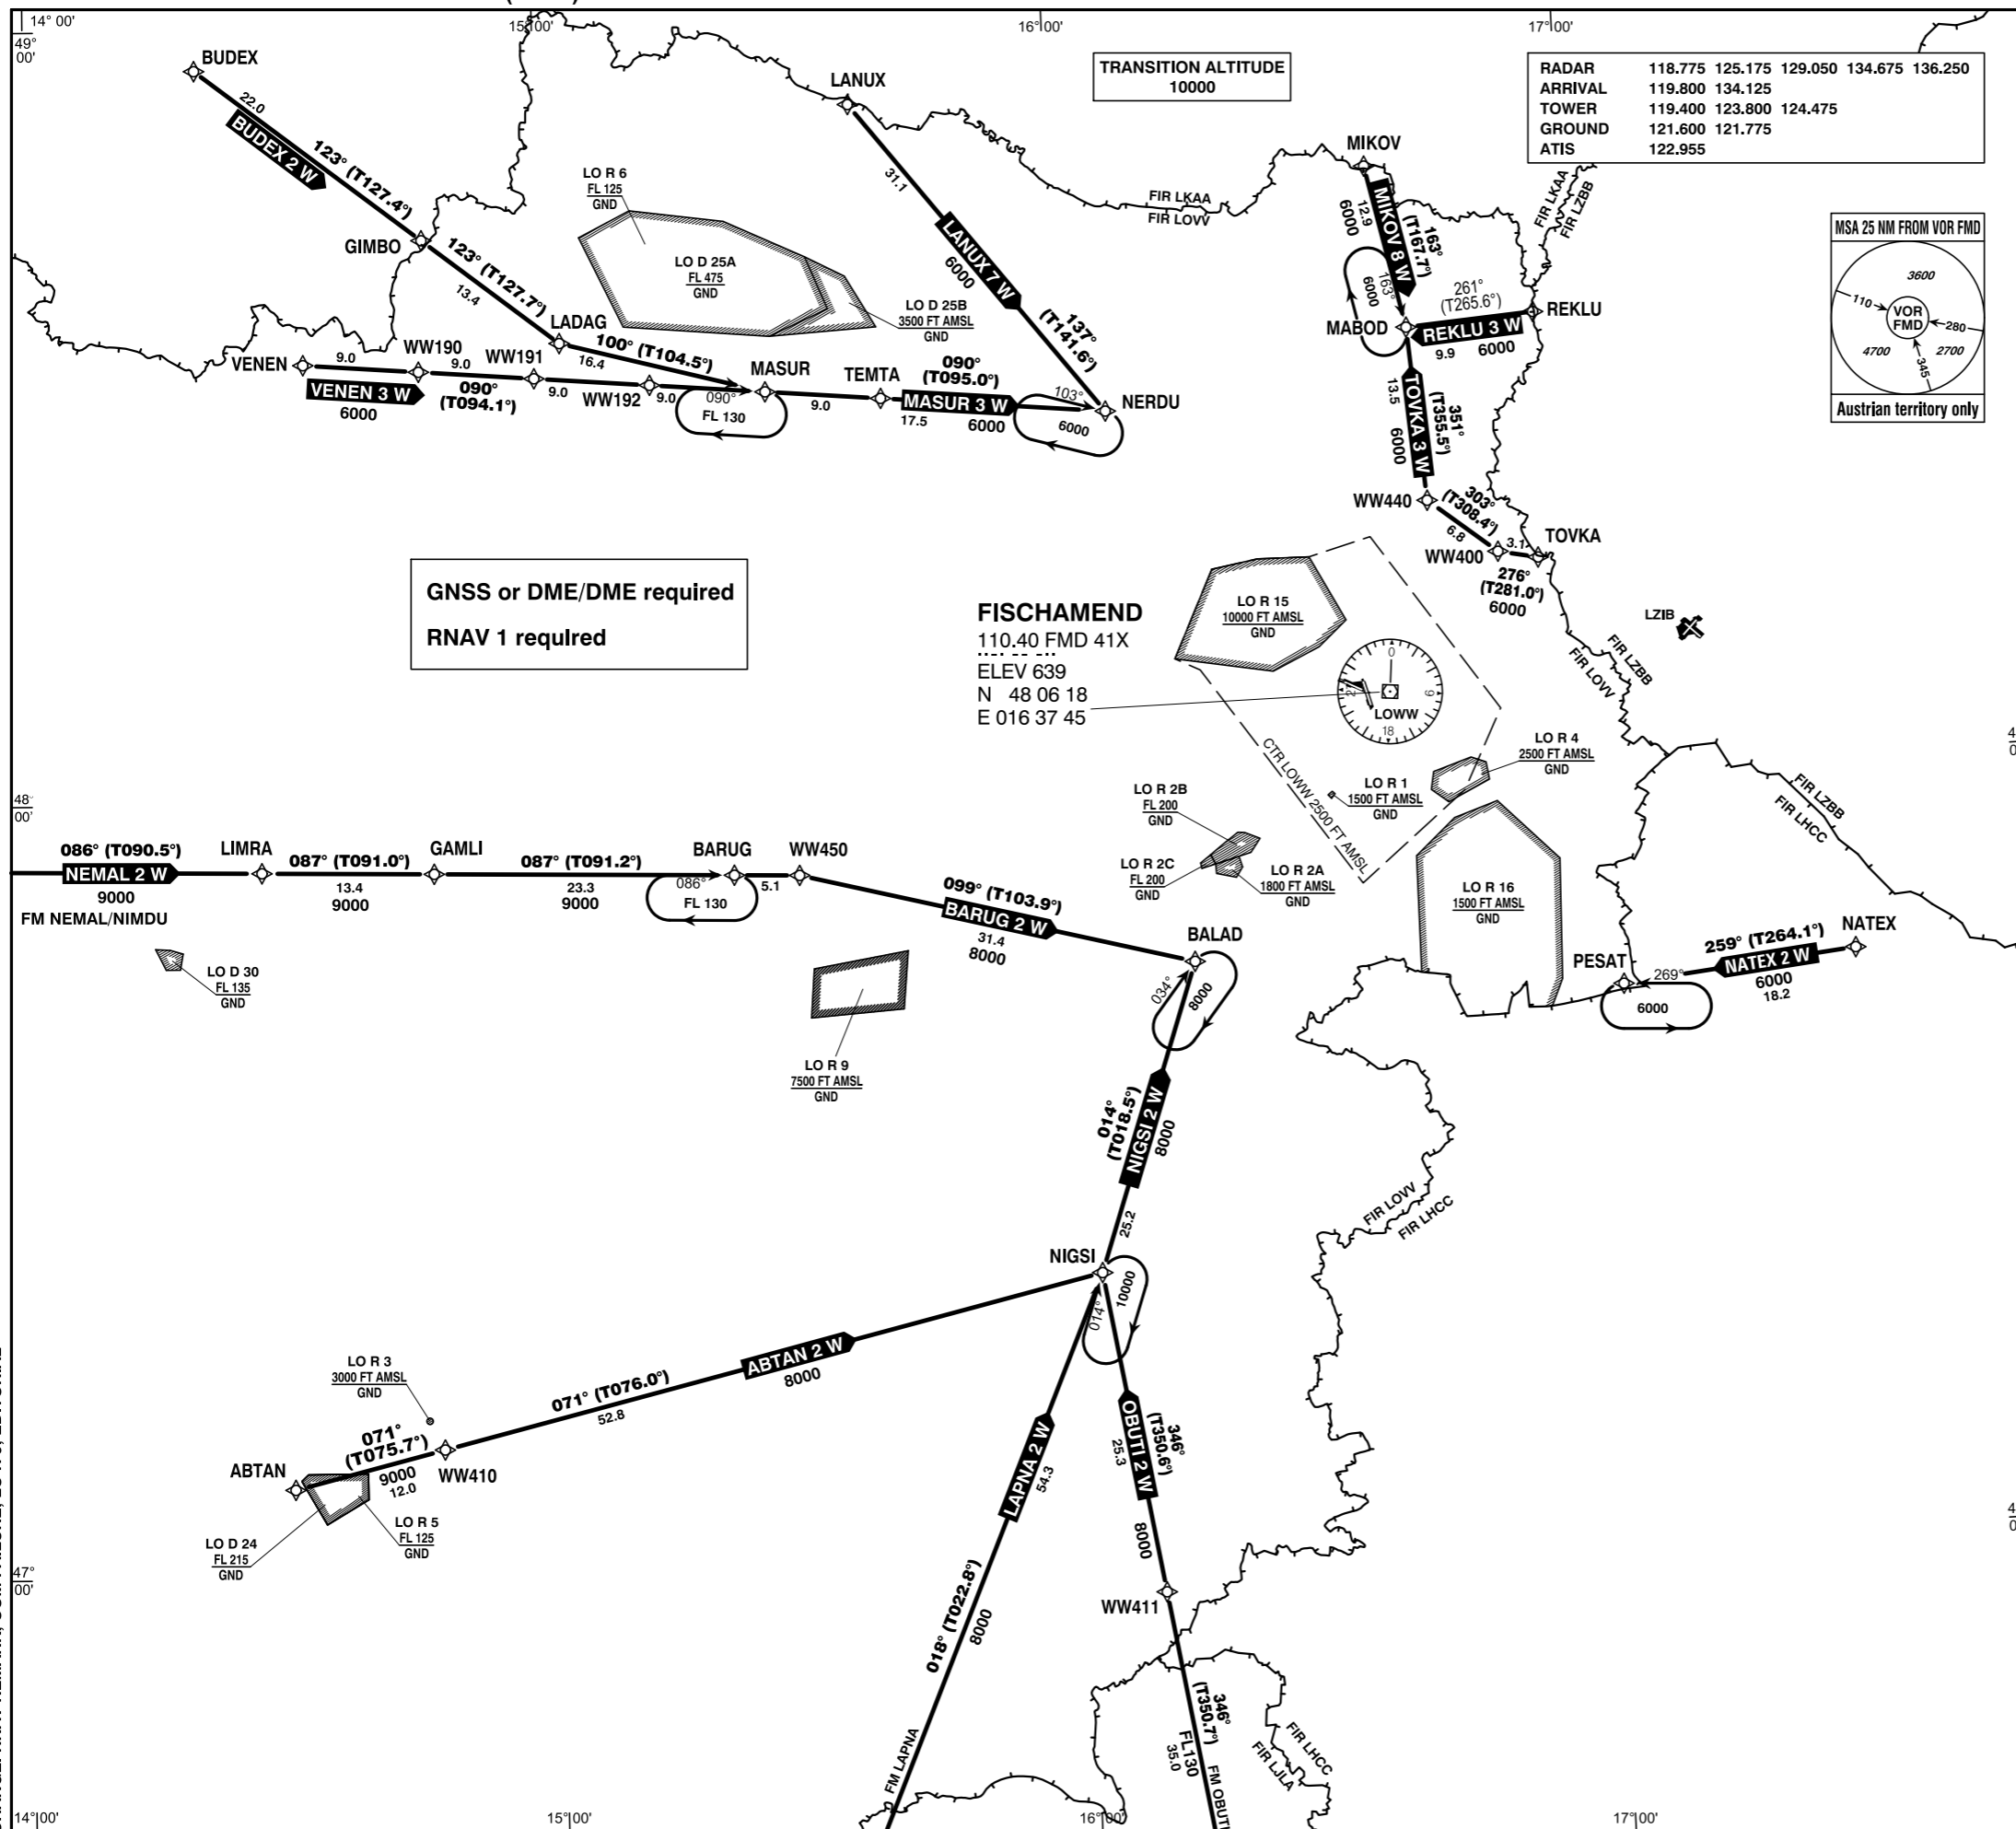 14° 00'
15°00'
16°00'
17°00'
49°
00'
BUDEX
22.0
BUDEX 2 W
123° (T127.4°)
GIMBO
123° (T127.7°)
13.4
LADAG
100° (T104.5°)
16.4
VENEN
9.0
WW190
9.0
WW191
VENEN 3 W
6000
090°
(T094.1°)
9.0
WW192
9.0
090°
FL 130
MASUR
9.0
TEMTA
090°
(T095.0°)
MASUR 3 W
17.5
6000
103°
6000
NERDU
LO R 6
FL 125
GND
LO D 25A
FL 475
GND
LO D 25B
3500 FT AMSL
GND
LANUX
31.1
LANUX 7 W
6000
137°
(T141.6°)
TRANSITION ALTITUDE
10000
FIR LKAA
FIR LOVV
MIKOV
MIKOV 8 W
12.9
6000
163°
(T167.7°)
163°
6000
MABOD
261°
(T265.6°)
REKLU 3 W
9.9
6000
REKLU
FIR LKAA
FIR LZBB
TOVKA 3 W
13.5
6000
351°
(T355.5°)
WW440
303°
(T308.4°)
6.8
WW400
3.1
TOVKA
276°
(T281.0°)
6000
RADAR 118.775 125.175 129.050 134.675 136.250
ARRIVAL 119.800 134.125
TOWER 119.400 123.800 124.475
GROUND 121.600 121.775
ATIS 122.955
MSA 25 NM FROM VOR FMD
3600
110
VOR
FMD
280
4700
2700
345
Austrian territory only
GNSS or DME/DME required
RNAV 1 required
FISCHAMEND
110.40 FMD 41X
ELEV 639
N 48 06 18
E 016 37 45
LO R 15
10000 FT AMSL
GND
0
9
LOWW
18
LZIB
FIR LZBB
FIR LOVV
CTR LOWW 2500 FT AMSL
LO R 4
2500 FT AMSL
GND
LO R 1
1500 FT AMSL
GND
LO R 2B
FL 200
GND
LO R 2C
FL 200
GND
LO R 2A
1800 FT AMSL
GND
LO R 16
1500 FT AMSL
GND
FIR LZBB
FIR LHCC
48°
00'
086° (T090.5°)
NEMAL 2 W
9000
FM NEMAL/NIMDU
LIMRA
087° (T091.0°)
13.4
9000
GAMLI
087° (T091.2°)
23.3
9000
086°
FL 130
BARUG
5.1
WW450
099° (T103.9°)
BARUG 2 W
31.4
8000
BALAD
034°
8000
LO D 30
FL 135
GND
LO R 9
7500 FT AMSL
GND
NATEX
259° (T264.1°)
NATEX 2 W
6000
18.2
PESAT
269°
6000
014°
(T018.5°)
NIGSI 2 W
8000
25.2
NIGSI
014°
10000
FIR LOVV
FIR LHCC
ABTAN 2 W
8000
071° (T076.0°)
52.8
LO R 3
3000 FT AMSL
GND
071°
(T075.7°)
9000
12.0
ABTAN
WW410
LO R 5
FL 125
GND
LO D 24
FL 215
GND
LAPNA 2 W
54.3
018° (T022.8°)
8000
FM LAPNA
OBUTI 2 W
25.3
346°
(T350.6°)
8000
WW411
346°
(T350.7°)
FL130
35.0
FM OBUTI
FIR LHCC
FIR LJLA
47°
00'
14°00'
15°00'
16°00'
17°00'